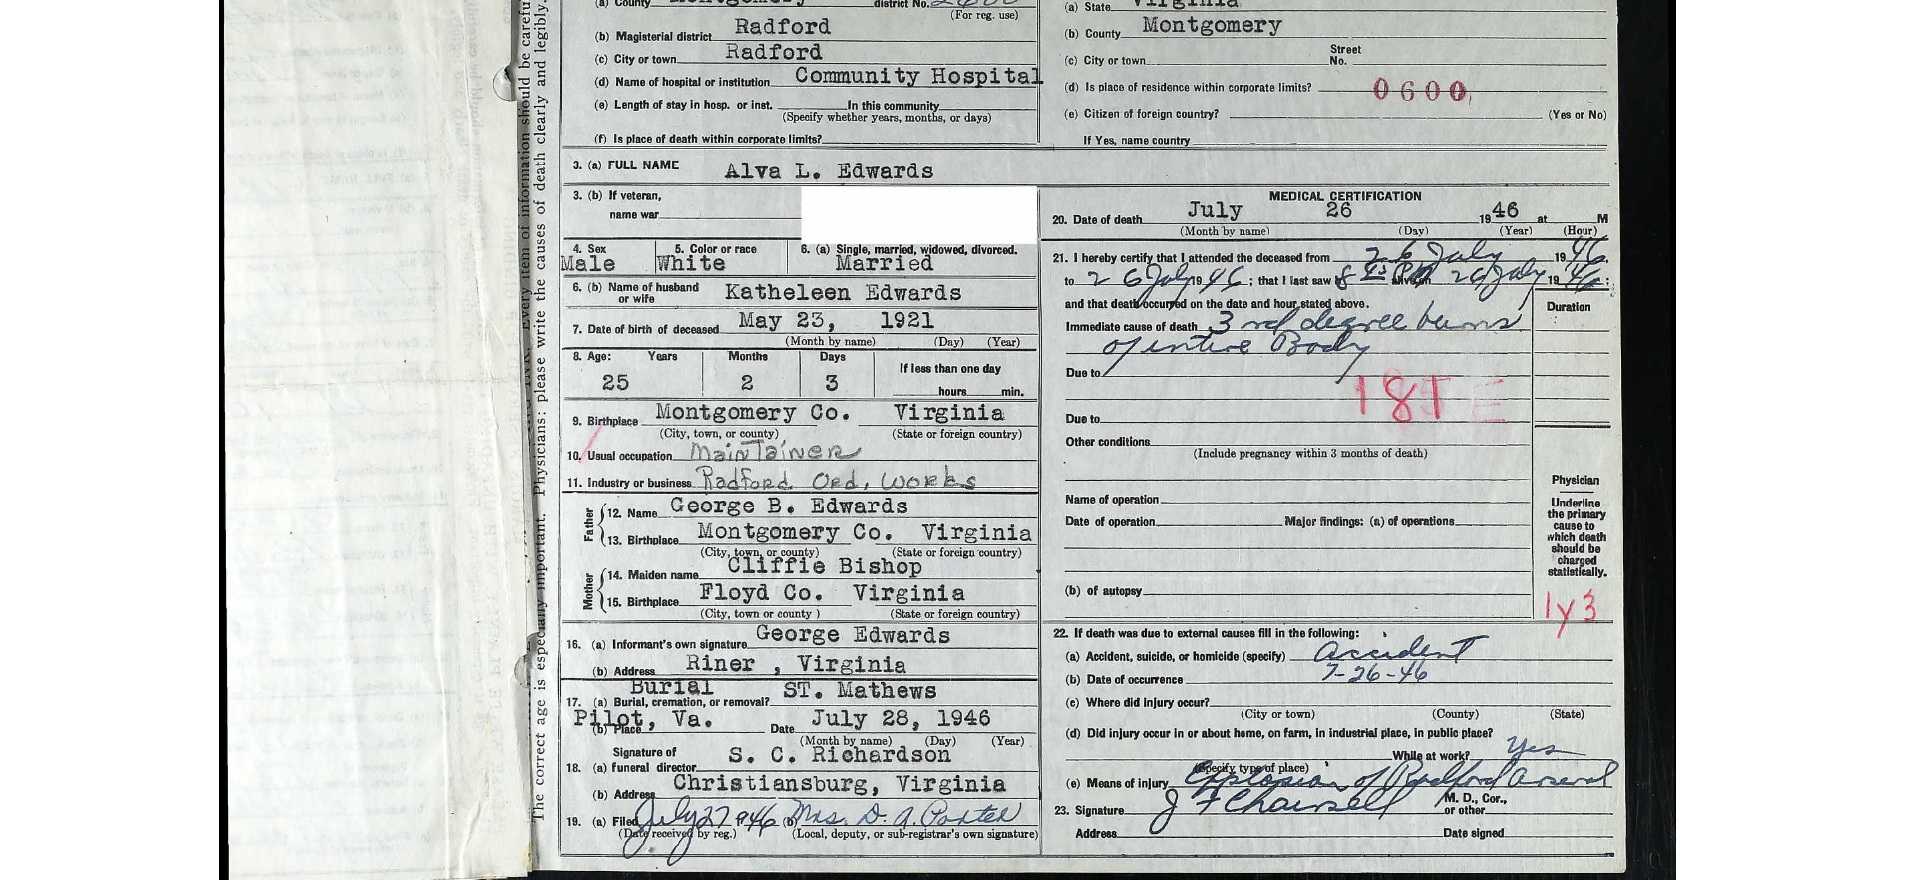 (a) County Montgomery district No.
(For reg. use)
(b) Magisterial district Radford
(c) City or town Radford
(d) Name of hospital or institution Community Hospital
(e) Length of stay in hosp. or inst. In this community
(Specify whether years, months, or days)
(f) Is place of death within corporate limits?
(a) State Virginia
(b) County Montgomery
Street
(c) City or town No.
(d) Is place of residence within corporate limits? 0600
(e) Citizen of foreign country? (Yes or No)
If Yes, name country
3. (a) FULL NAME Alva L. Edwards
3. (b) If veteran,
name war
4. Sex 5. Color or race 6. (a) Single, married, widowed, divorced.
Male White Married
6. (b) Name of husband or wife Katheleen Edwards
7. Date of birth of deceased May 23, 1921
(Month by name) (Day) (Year)
8. Age: Years Months Days If less than one day
25 2 3 hours min.
9. Birthplace Montgomery Co. Virginia
(City, town, or county) (State or foreign country)
10. Usual occupation Maintainer
11. Industry or business Radford Ord. Works
Father
12. Name George B. Edwards
13. Birthplace Montgomery Co. Virginia
(City, town, or county) (State or foreign country)
Mother
14. Maiden name Cliffie Bishop
15. Birthplace Floyd Co. Virginia
(City, town or county) (State or foreign country)
16. (a) Informant's own signature George Edwards
(b) Address Riner, Virginia
Burial ST. Mathews
17. (a) Burial, cremation, or removal?
Pilot, Va. (b) Place Date July 28, 1946
(Month by name) (Day) (Year)
Signature of
18. (a) funeral director S. C. Richardson
(b) Address Christiansburg, Virginia
19. (a) Filed July 27 1946 (b) Mrs. D. A. Porter
(Date received by reg.) (Local, deputy, or sub-registrar's own signature)
MEDICAL CERTIFICATION
20. Date of death July 26 1946 at M
(Month by name) (Day) (Year) (Hour)
21. I hereby certify that I attended the deceased from 26 July 1946
to 26 July 1946; that I last saw alive on 26 July 1946;
and that death occurred on the date and hour stated above.
Duration
Immediate cause of death 3rd degree burns
of entire Body
Due to
181
Due to
Other conditions
(Include pregnancy within 3 months of death)
Name of operation
Date of operation Major findings: (a) of operations
(b) of autopsy
Physician
Underline
the primary
cause to
which death
should be
charged
statistically.
1y3
22. If death was due to external causes fill in the following:
(a) Accident, suicide, or homicide (specify) Accident
(b) Date of occurrence 7-26-46
(c) Where did injury occur?
(City or town) (County) (State)
(d) Did injury occur in or about home, on farm, in industrial place, in public place?
While at work? Yes
(Specify type of place)
(e) Means of injury Explosion of Radford Arsenal
23. Signature J F M. D., Cor., or other
Address Date signed
Every item of information should be
The correct age is especially important. Physicians: please write the causes of death clearly and legibly.